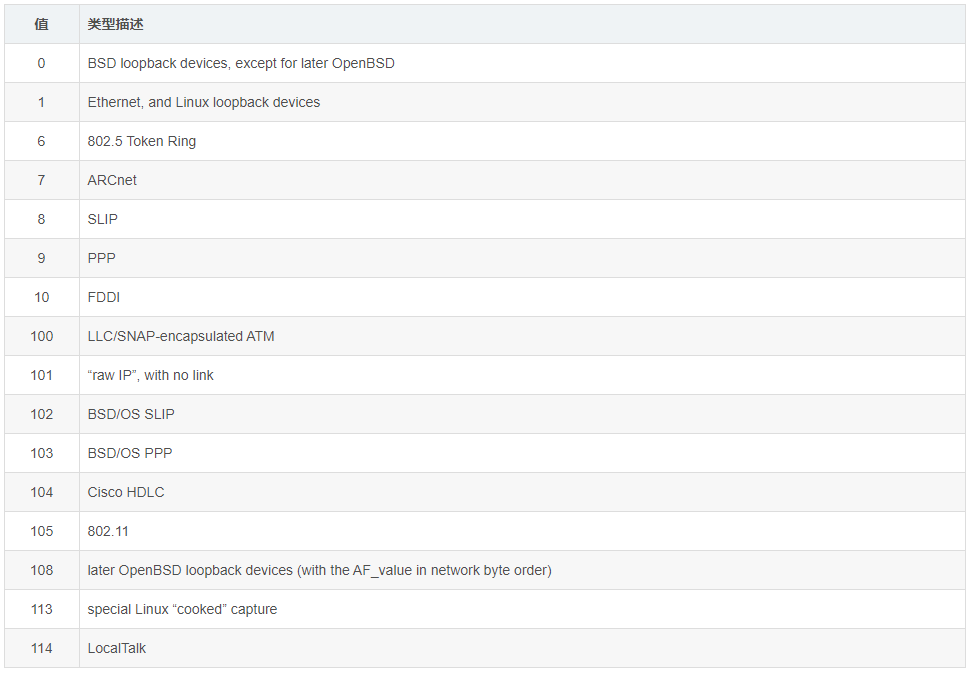 值 类型描述
0 BSD loopback devices, except for later OpenBSD
1 Ethernet, and Linux loopback devices
6 802.5 Token Ring
7 ARCnet
8 SLIP
9 PPP
10 FDDI
100 LLC/SNAP-encapsulated ATM
101 “raw IP”, with no link
102 BSD/OS SLIP
103 BSD/OS PPP
104 Cisco HDLC
105 802.11
108 later OpenBSD loopback devices (with the AF_value in network byte order)
113 special Linux “cooked” capture
114 LocalTalk